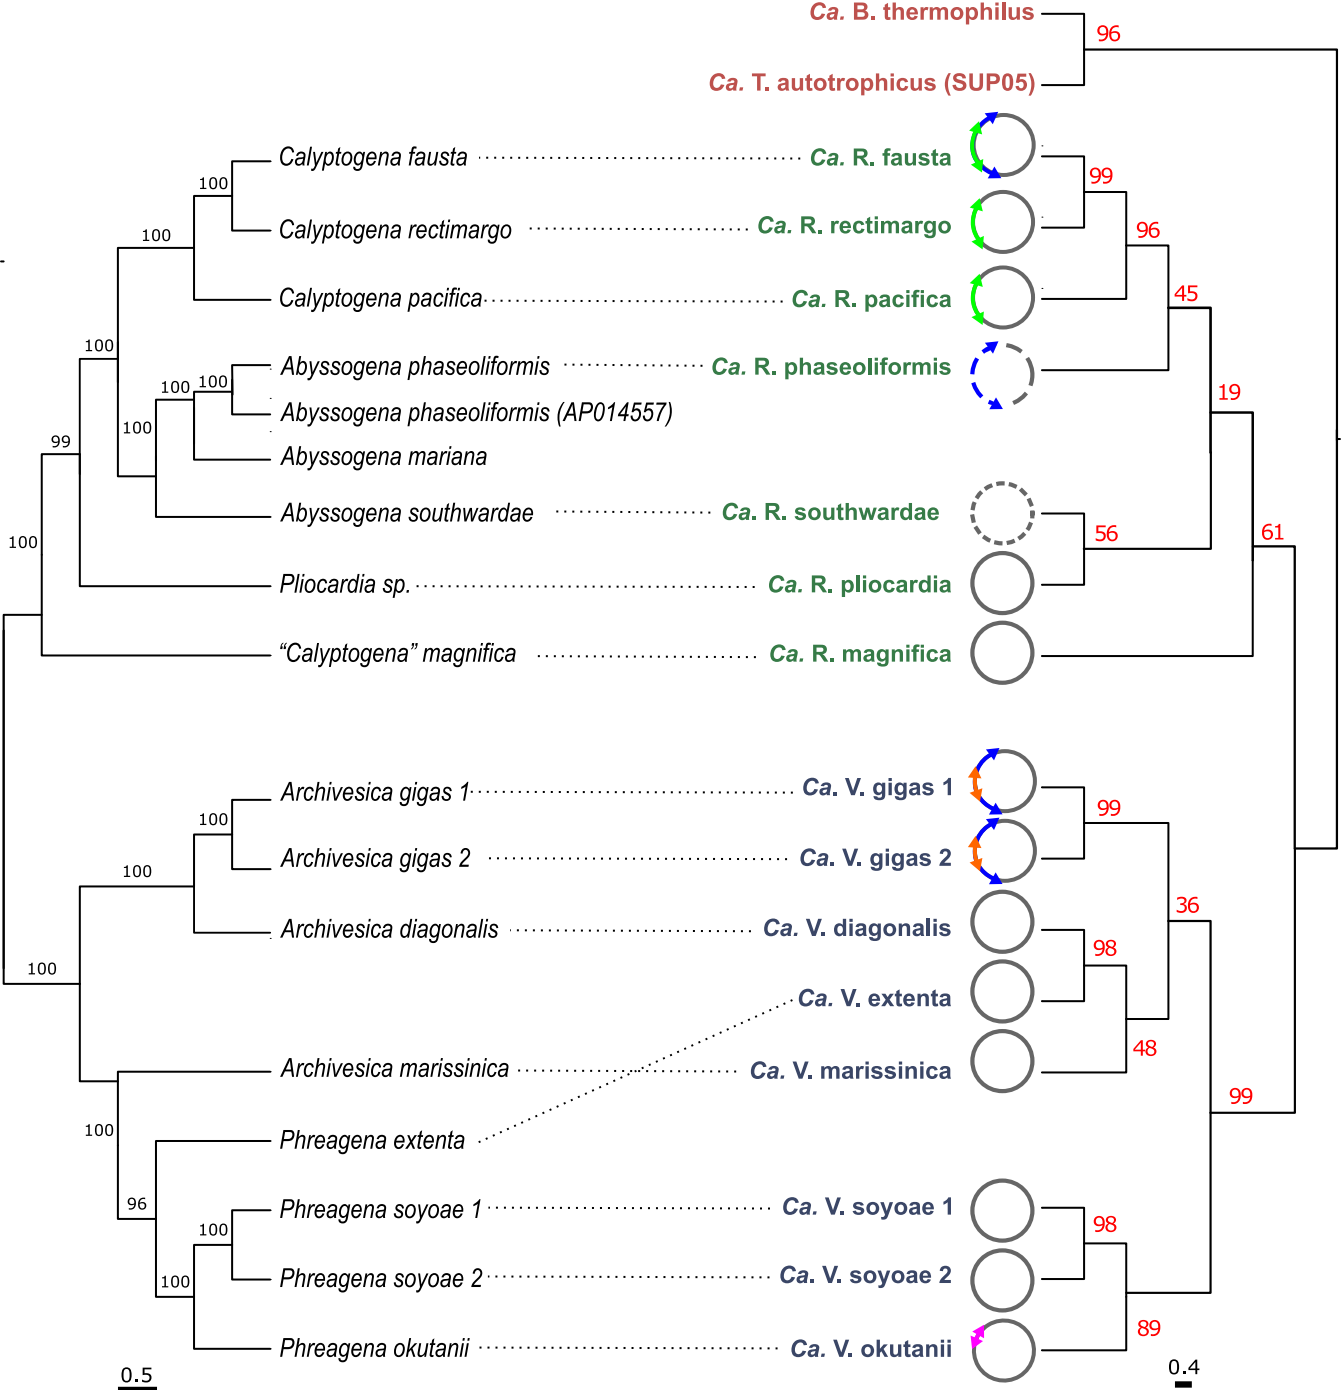 Ca. B. thermophilus
96
Ca. T. autotrophicus (SUP05)
Calyptogena fausta
Ca. R. fausta
100
99
Calyptogena rectimargo
Ca. R. rectimargo
100
96
Calyptogena pacifica
Ca. R. pacifica
45
100
Abyssogena phaseoliformis
Ca. R. phaseoliformis
100
100
19
Abyssogena phaseoliformis (AP014557)
100
99
Abyssogena mariana
Abyssogena southwardae
Ca. R. southwardae
56
61
100
Pliocardia sp.
Ca. R. pliocardia
“Calyptogena” magnifica
Ca. R. magnifica
Archivesica gigas 1
Ca. V. gigas 1
99
100
Archivesica gigas 2
Ca. V. gigas 2
100
36
Archivesica diagonalis
Ca. V. diagonalis
98
100
Ca. V. extenta
48
Archivesica marissinica
Ca. V. marissinica
99
100
Phreagena extenta
96
Phreagena soyoae 1
Ca. V. soyoae 1
98
100
Phreagena soyoae 2
Ca. V. soyoae 2
100
89
Phreagena okutanii
Ca. V. okutanii
0.5
0.4